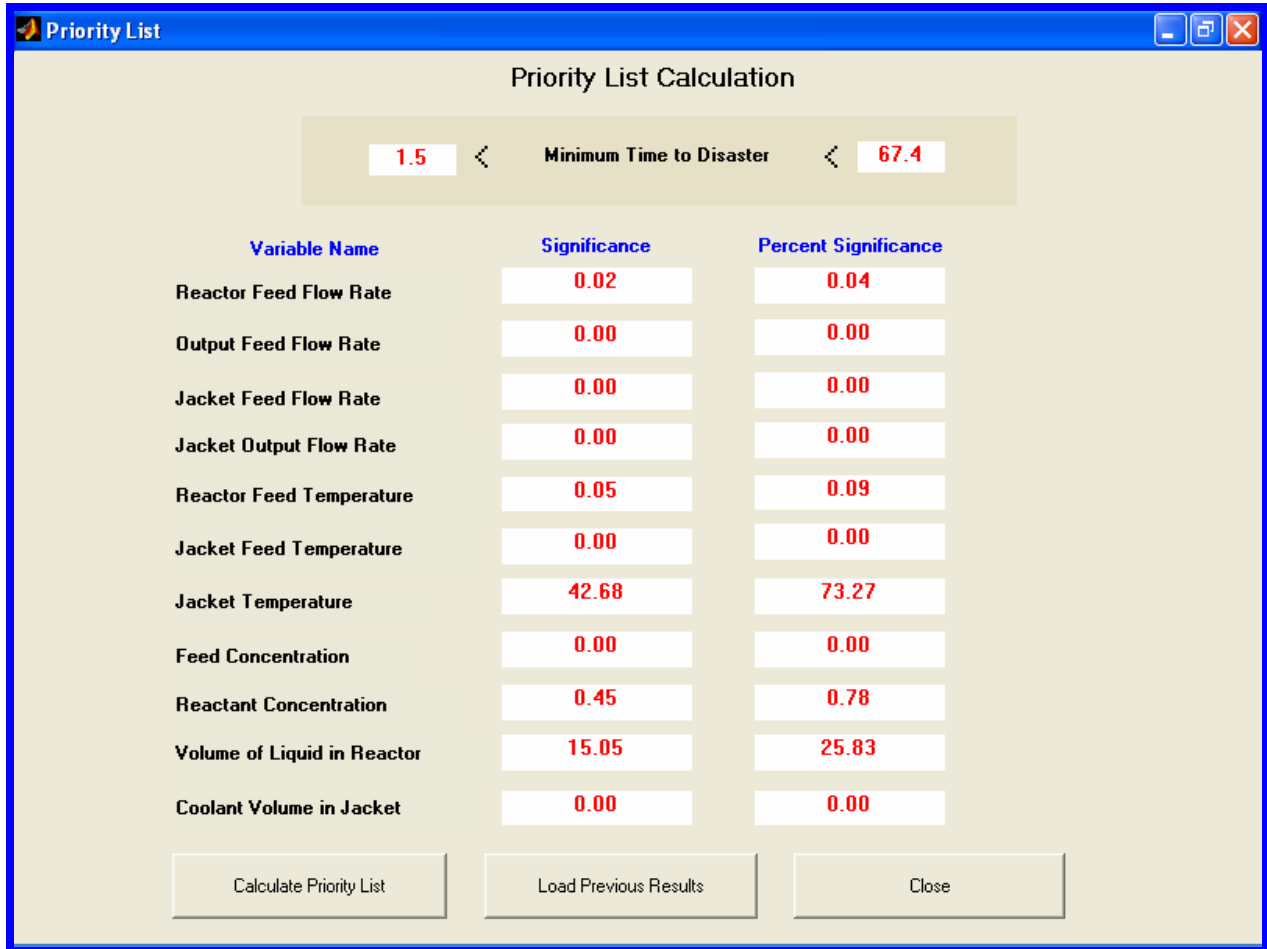 Priority List
Priority List Calculation
1.5 < Minimum Time to Disaster < 67.4
Variable Name Significance Percent Significance
Reactor Feed Flow Rate 0.02 0.04
Output Feed Flow Rate 0.00 0.00
Jacket Feed Flow Rate 0.00 0.00
Jacket Output Flow Rate 0.00 0.00
Reactor Feed Temperature 0.05 0.09
Jacket Feed Temperature 0.00 0.00
Jacket Temperature 42.68 73.27
Feed Concentration 0.00 0.00
Reactant Concentration 0.45 0.78
Volume of Liquid in Reactor 15.05 25.83
Coolant Volume in Jacket 0.00 0.00
Calculate Priority List Load Previous Results Close